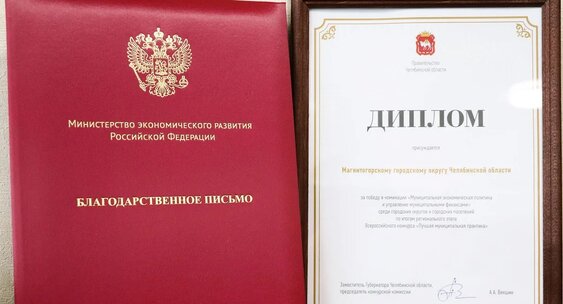 Министерство экономического развития
Российской Федерации
БЛАГОДАРСТВЕННОЕ ПИСЬМО
Правительство
Челябинской области
ДИПЛОМ
присуждается
Магнитогорскому городскому округу Челябинской области
за победу в номинации «Муниципальная экономическая политика
и управление муниципальными финансами»
среди городских округов и городских поселений
по итогам регионального этапа
Всероссийского конкурса «Лучшая муниципальная практика»
Заместитель Губернатора Челябинской области,
председатель конкурсной комиссии
А.А.